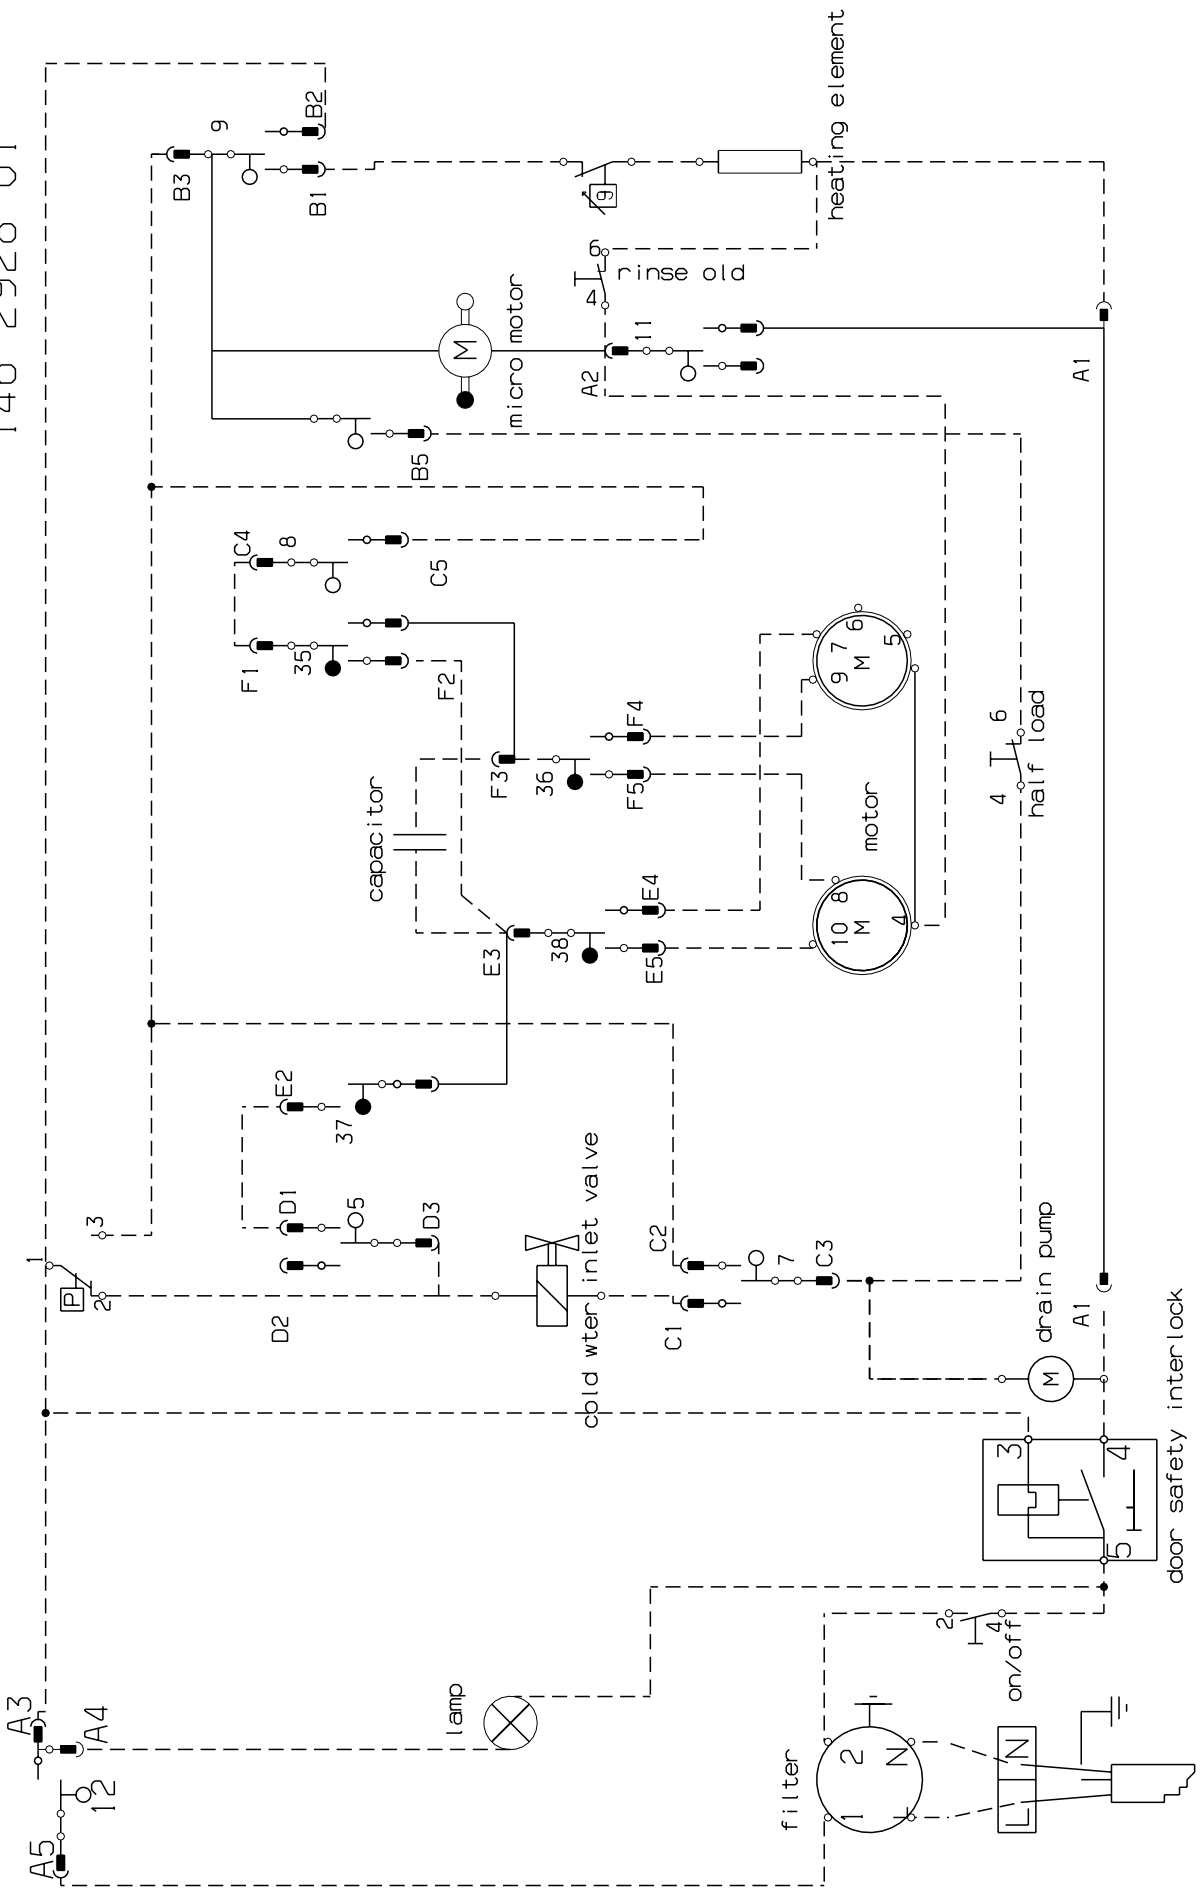 A5
12
A3
A4
P
1
2
3
D2
D1
5
D3
E2
37
F1
35
C4
8
B3
9
B1
B2
F2
C5
B5
lamp
capacitor
E3
38
F3
36
M
micro motor
cold wter inlet valve
A2
11
4
6
rinse old
9
E5
E4
F5
F4
C1
C2
7
C3
filter
1
2
L
N
10
8
M
4
motor
9
7
6
M
5
heating element
2
4
on/off
L
N
3
4
5
M
drain pump
4
6
half load
A1
A1
door safety interlock